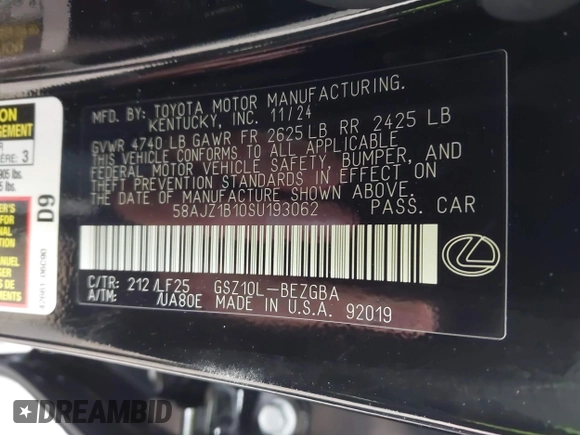 MFD. BY: TOYOTA MOTOR MANUFACTURING,
KENTUCKY, INC. 11/24
GVWR 4740 LB GAWR FR 2625 LB RR 2425 LB
THIS VEHICLE CONFORMS TO ALL APPLICABLE
FEDERAL MOTOR VEHICLE SAFETY, BUMPER, AND
THEFT PREVENTION STANDARDS IN EFFECT ON
THE DATE OF MANUFACTURE SHOWN ABOVE.
58AJZ1B10SU193062 PASS. CAR
C/TR: 212/LF25 GSZ10L-BEZGBA
A/TM: /UA80E MADE IN U.S.A. 92019
D9
DREAMBID